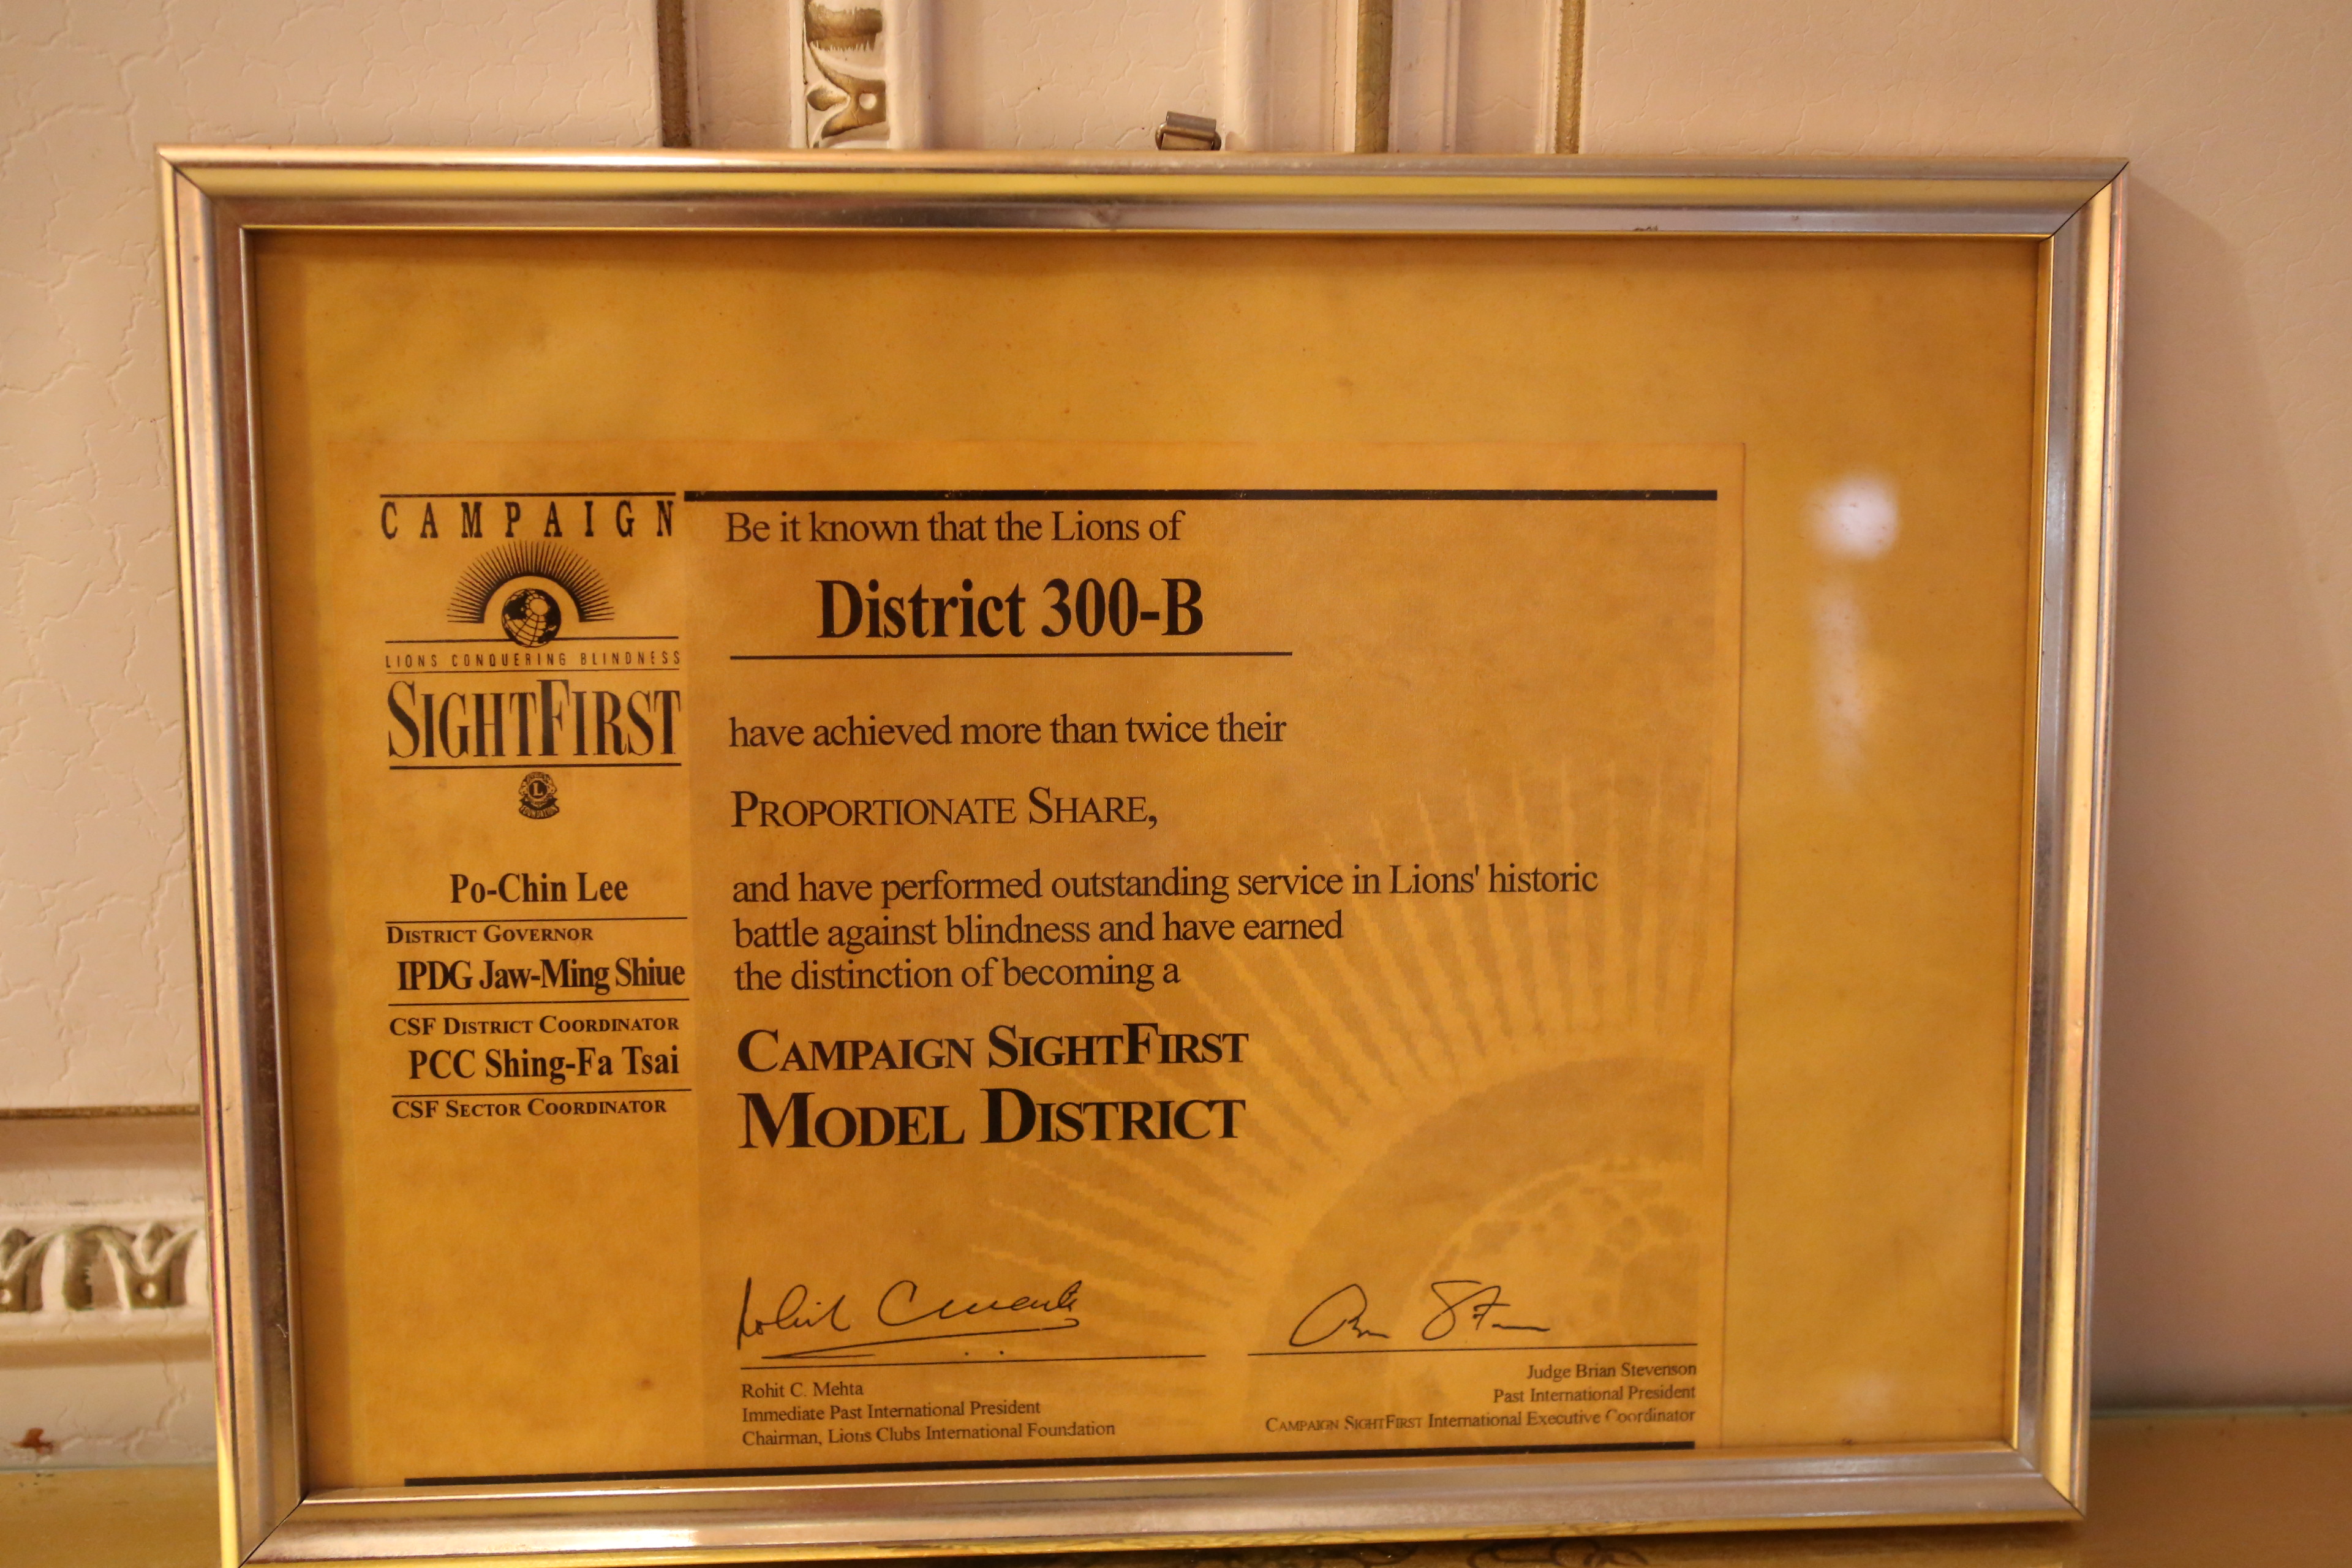 CAMPAIGN
LIONS CONQUERING BLINDNESS
SIGHTFIRST
L
Po-Chin Lee
DISTRICT GOVERNOR
IPDG Jaw-Ming Shiue
CSF DISTRICT COORDINATOR
PCC Shing-Fa Tsai
CSF SECTOR COORDINATOR
Be it known that the Lions of
District 300-B
have achieved more than twice their
PROPORTIONATE SHARE,
and have performed outstanding service in Lions' historic
battle against blindness and have earned
the distinction of becoming a
CAMPAIGN SIGHTFIRST
MODEL DISTRICT
Rohit C. Mehta
Immediate Past International President
Chairman, Lions Clubs International Foundation
Judge Brian Stevenson
Past International President
CAMPAIGN SIGHTFIRST International Executive Coordinator